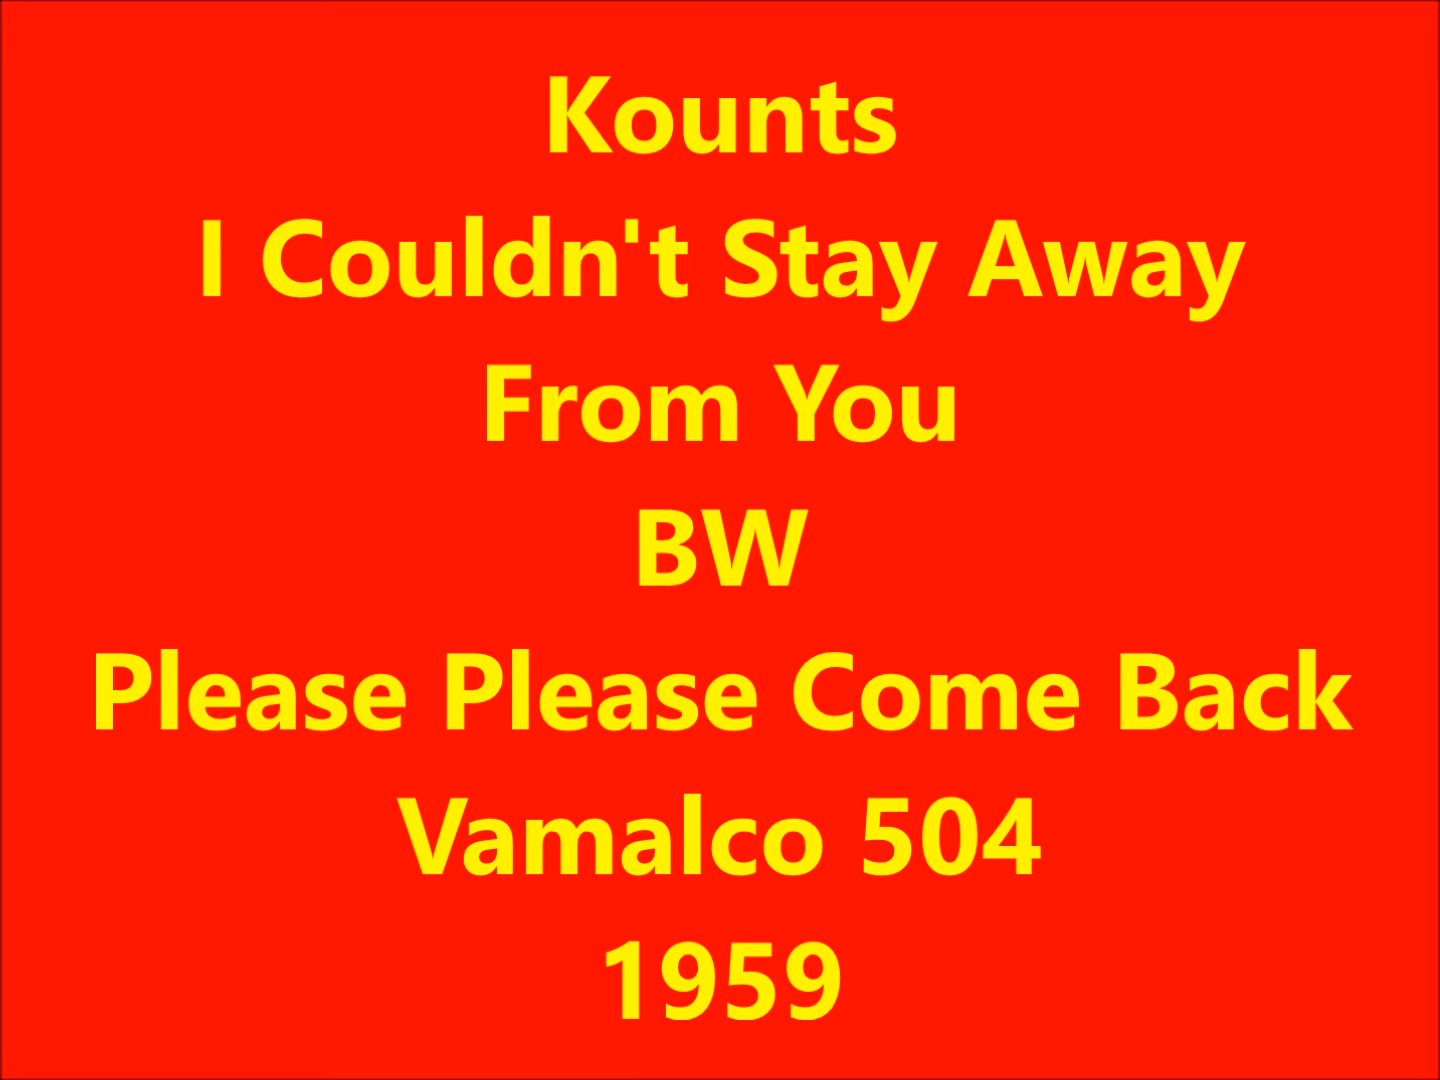 Kounts
I Couldn't Stay Away
From You
BW
Please Please Come Back
Vamalco 504
1959